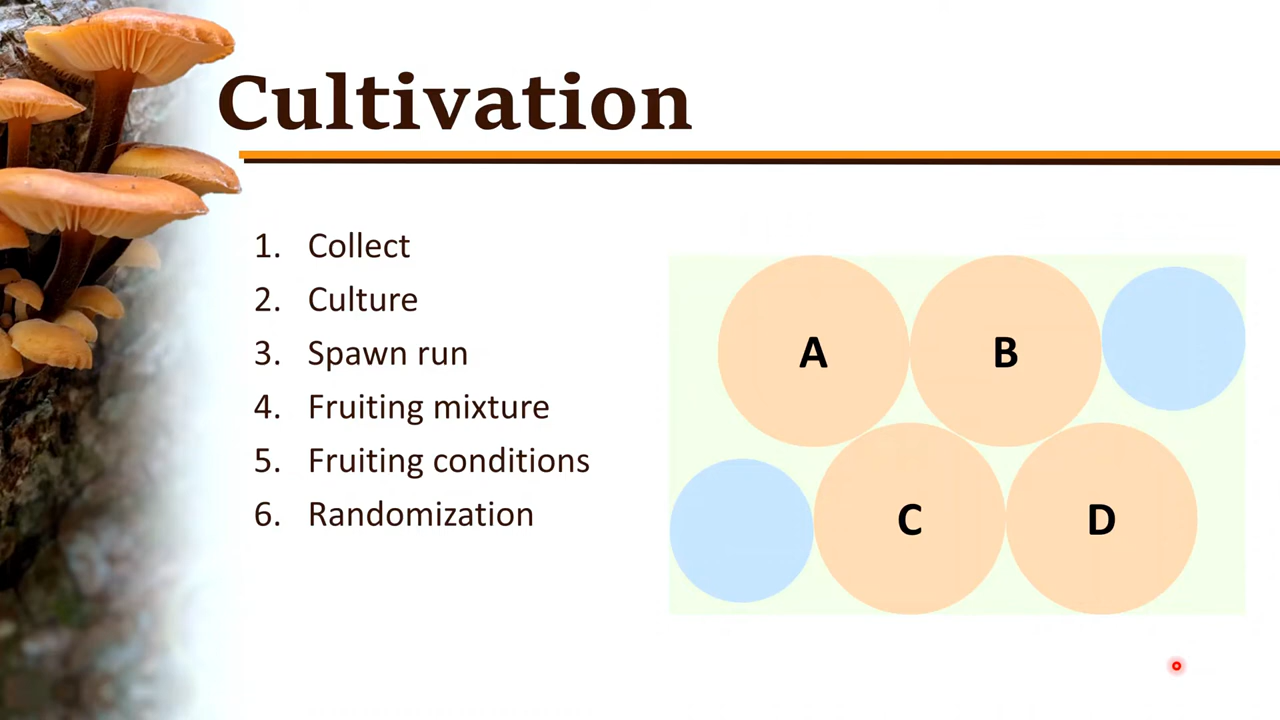 Cultivation
1. Collect
2. Culture
3. Spawn run
4. Fruiting mixture
5. Fruiting conditions
6. Randomization
A B
C D